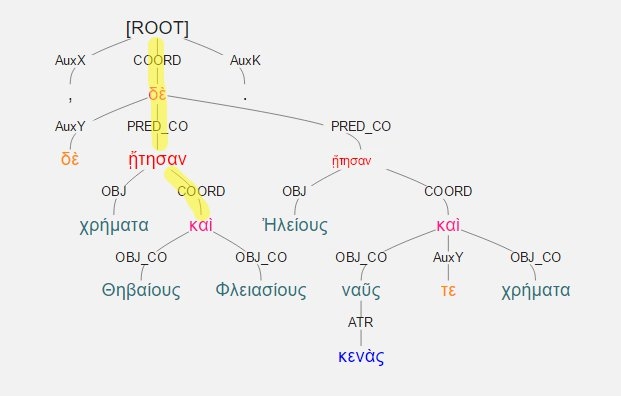 [ROOT]
AuxX COORD AuxK
, δὲ .
AuxY PRED_CO PRED_CO
δὲ ᾔτησαν ᾔτησαν
OBJ COORD OBJ COORD
χρήματα καὶ Ἠλείους καὶ
OBJ_CO OBJ_CO OBJ_CO AuxY OBJ_CO
Θηβαίους Φλειασίους ναῦς τε χρήματα
ATR
κενὰς